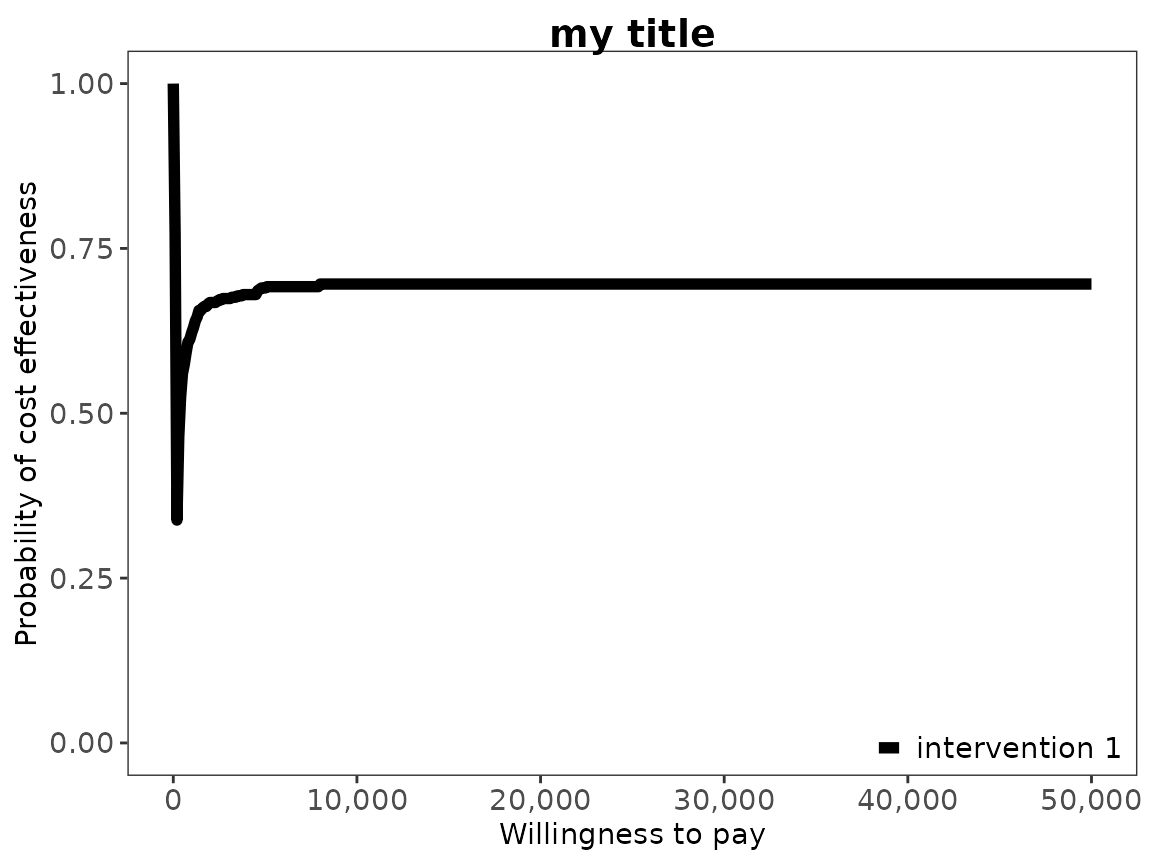 my title
Probability of cost effectiveness
1.00
0.75
0.50
0.25
0.00
intervention 1
0 10,000 20,000 30,000 40,000 50,000
Willingness to pay